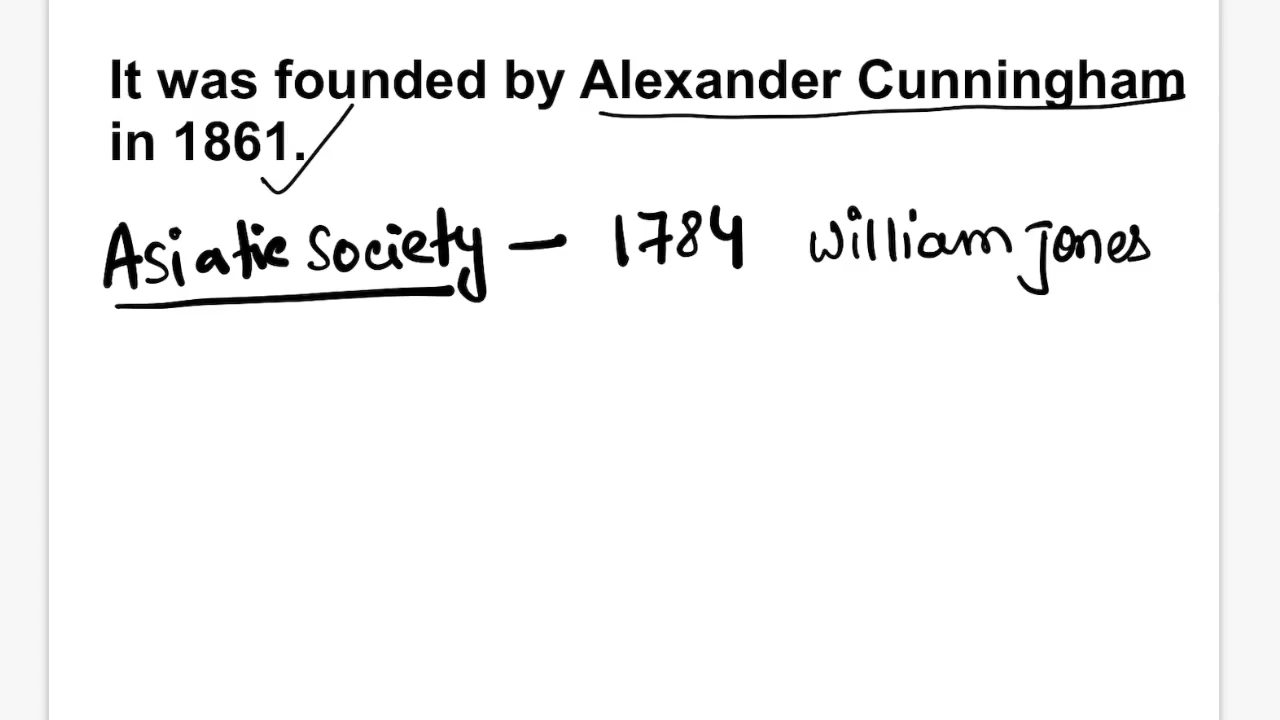 It was founded by Alexander Cunningham
in 1861.
Asiatic Society – 1784 William Jones